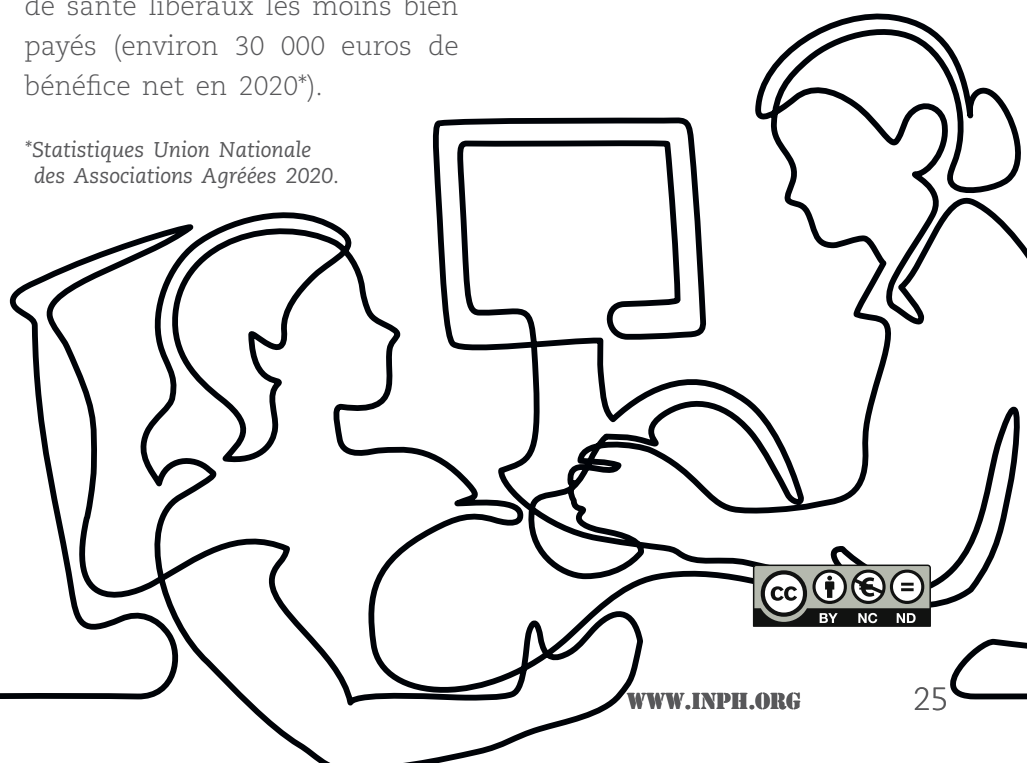 de santé libéraux les moins bien
payés (environ 30 000 euros de
bénéfice net en 2020*).
*Statistiques Union Nationale
des Associations Agréées 2020.
cc
BY NC ND
WWW.INPH.ORG
25